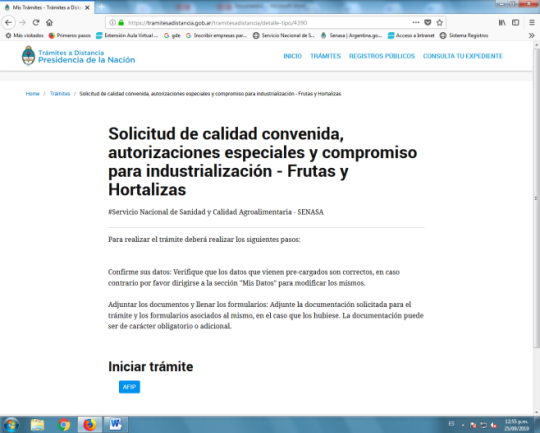 Mis Trámites - Trámites a Dista
https://tramitesadistancia.gob.ar/tramitesadistancia/detalle-tipo/4390
Más visitados Primeros pasos Extensión Aula Virtual ... gde Inscribir empresas par... Servicio Nacional de S... Senasa | Argentina.go... Acceso a Intranet Sistema Registros
Trámites a Distancia
Presidencia de la Nación
INICIO TRÁMITES REGISTROS PÚBLICOS CONSULTA TU EXPEDIENTE
Home / Trámites / Solicitud de calidad convenida, autorizaciones especiales y compromiso para industrialización - Frutas y Hortalizas
Solicitud de calidad convenida,
autorizaciones especiales y compromiso
para industrialización - Frutas y
Hortalizas
#Servicio Nacional de Sanidad y Calidad Agroalimentaria - SENASA
Para realizar el trámite deberá realizar los siguientes pasos:
Confirme sus datos: Verifique que los datos que vienen pre-cargados son correctos, en caso
contrario por favor dirigirse a la sección "Mis Datos" para modificar los mismos.
Adjuntar los documentos y llenar los formularios: Adjunte la documentación solicitada para el
trámite y los formularios asociados al mismo, en el caso que los hubiese. La documentación puede
ser de carácter obligatorio o adicional.
Iniciar trámite
AFIP
ES
12:55 p.m.
25/09/2019